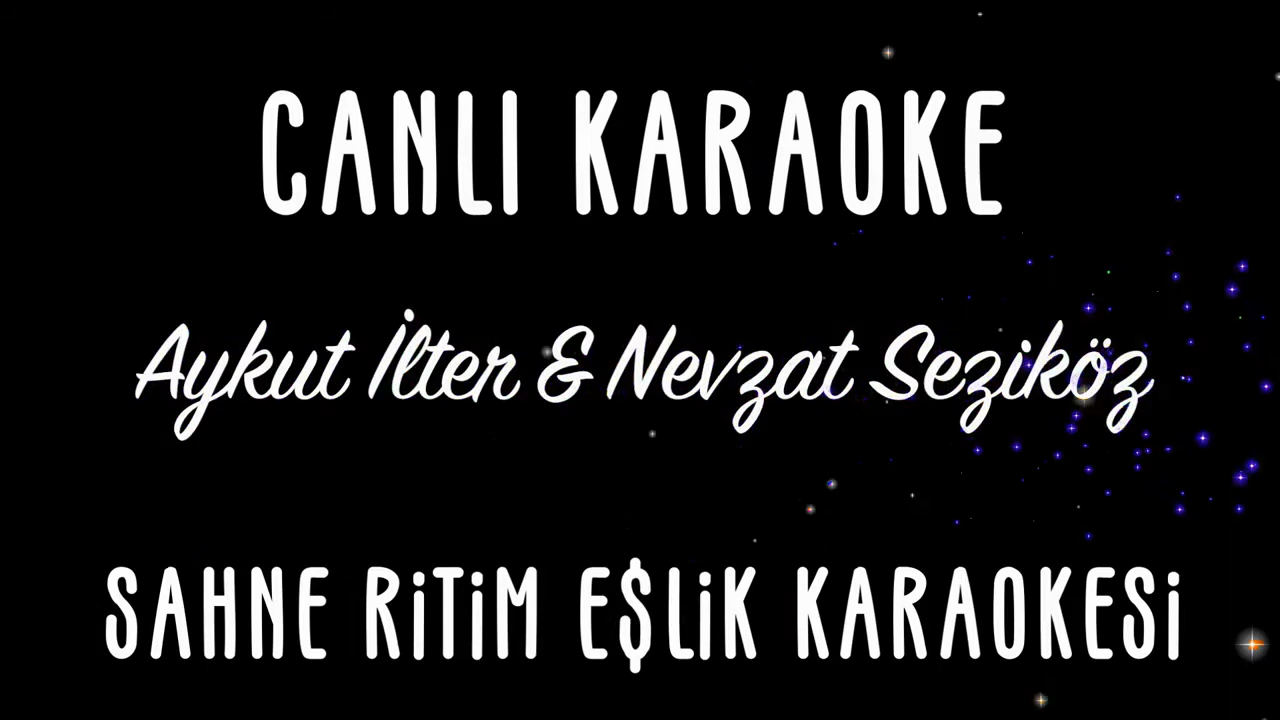 CANLI KARAOKE
Aykut İlter & Nevzat Seziköz
SAHNE RiTiM E$LiK KARAOKESi